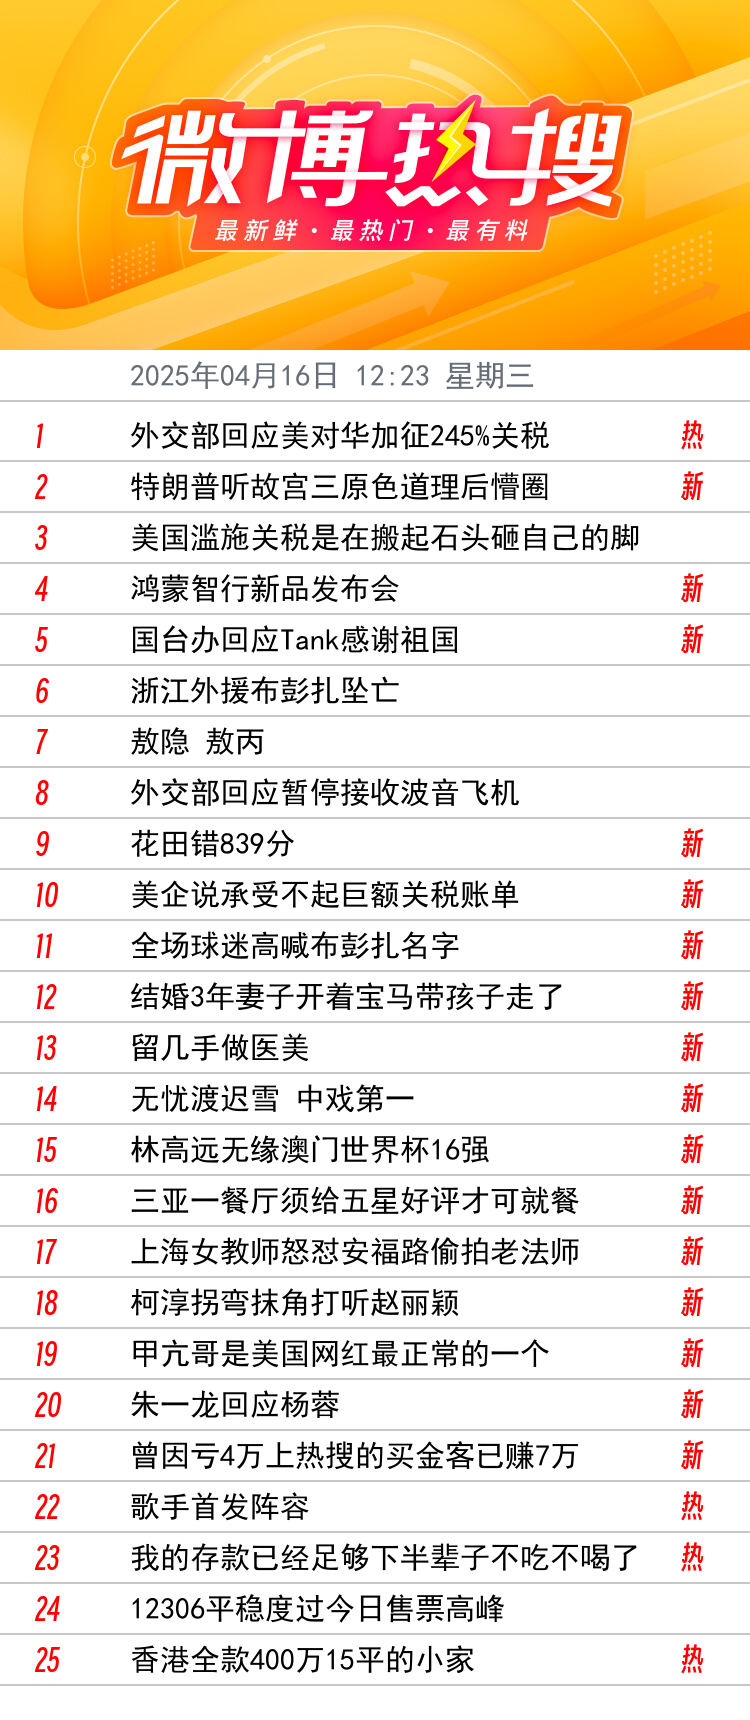 微博热搜
最新鲜·最热门·最有料
2025年04月16日 12:23 星期三
1 外交部回应美对华加征245%关税 热
2 特朗普听故宫三原色道理后懵圈 新
3 美国滥施关税是在搬起石头砸自己的脚
4 鸿蒙智行新品发布会 新
5 国台办回应Tank感谢祖国 新
6 浙江外援布彭扎坠亡
7 敖隐 敖丙
8 外交部回应暂停接收波音飞机
9 花田错839分 新
10 美企说承受不起巨额关税账单 新
11 全场球迷高喊布彭扎名字 新
12 结婚3年妻子开着宝马带孩子走了 新
13 留几手做医美 新
14 无忧渡迟雪 中戏第一 新
15 林高远无缘澳门世界杯16强 新
16 三亚一餐厅须给五星好评才可就餐 新
17 上海女教师怒怼安福路偷拍老法师 新
18 柯淳拐弯抹角打听赵丽颖 新
19 甲亢哥是美国网红最正常的一个 新
20 朱一龙回应杨蓉 新
21 曾因亏4万上热搜的买金客已赚7万 新
22 歌手首发阵容 热
23 我的存款已经足够下半辈子不吃不喝了 热
24 12306平稳度过今日售票高峰
25 香港全款400万15平的小家 热